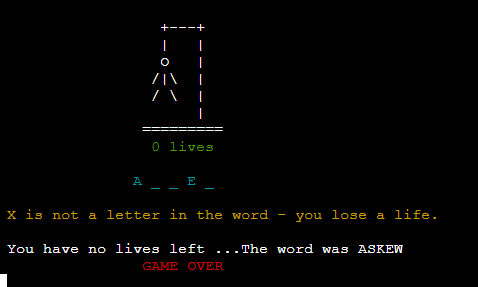 0 lives
A _ _ E _
X is not a letter in the word - you lose a life.
You have no lives left ...The word was ASKEW
GAME OVER